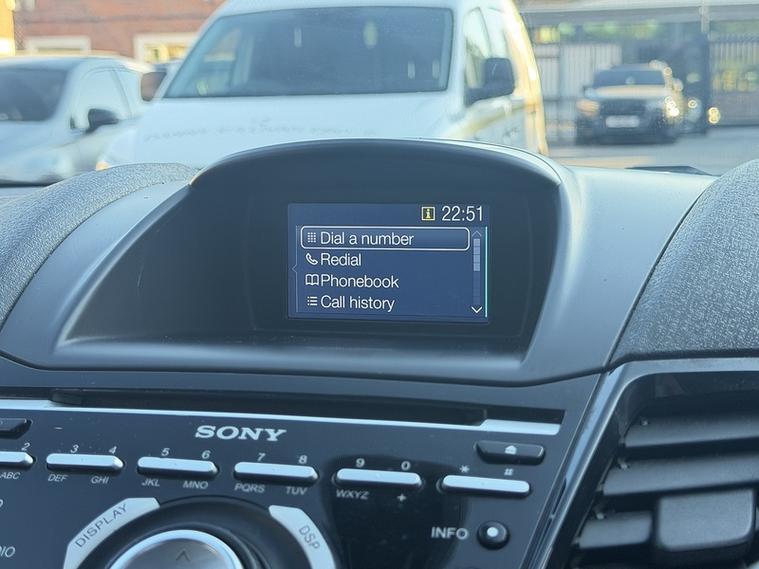 22:51
Dial a number
Redial
Phonebook
Call history
SONY
2 3 4 5 6 7 8 9 0 * #
ABC DEF GHI JKL MNO PQRS TUV WXYZ +
DISPLAY
DSP
INFO